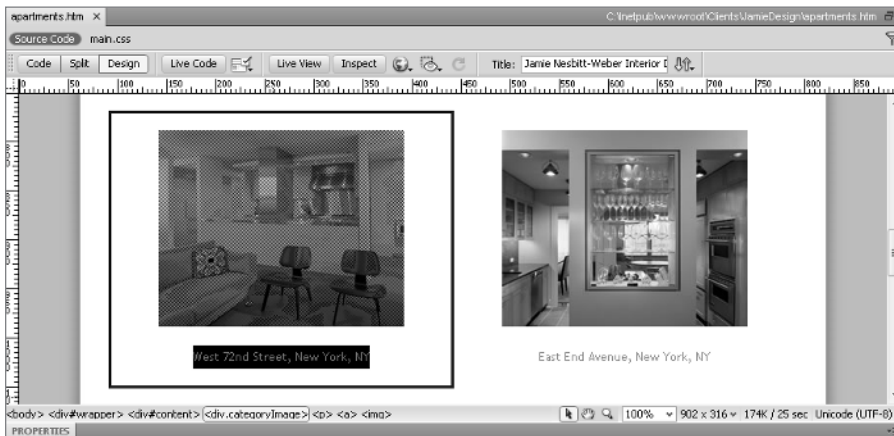 apartments.htm × C:\Inetpub\wwwroot\Clients\JamieDesign\apartments.htm
Source Code main.css
Code Split Design Live Code Live View Inspect Title: Jamie Nesbitt-Weber Interior D
0 50 100 150 200 250 300 350 400 450 500 550 600 650 700 750 800 850
West 72nd Street, New York, NY East End Avenue, New York, NY
<body> <div#wrapper> <div#content> <div.categoryImage> <p> <a> <img> 100% 902 x 316 174K / 25 sec Unicode (UTF-8)
PROPERTIES